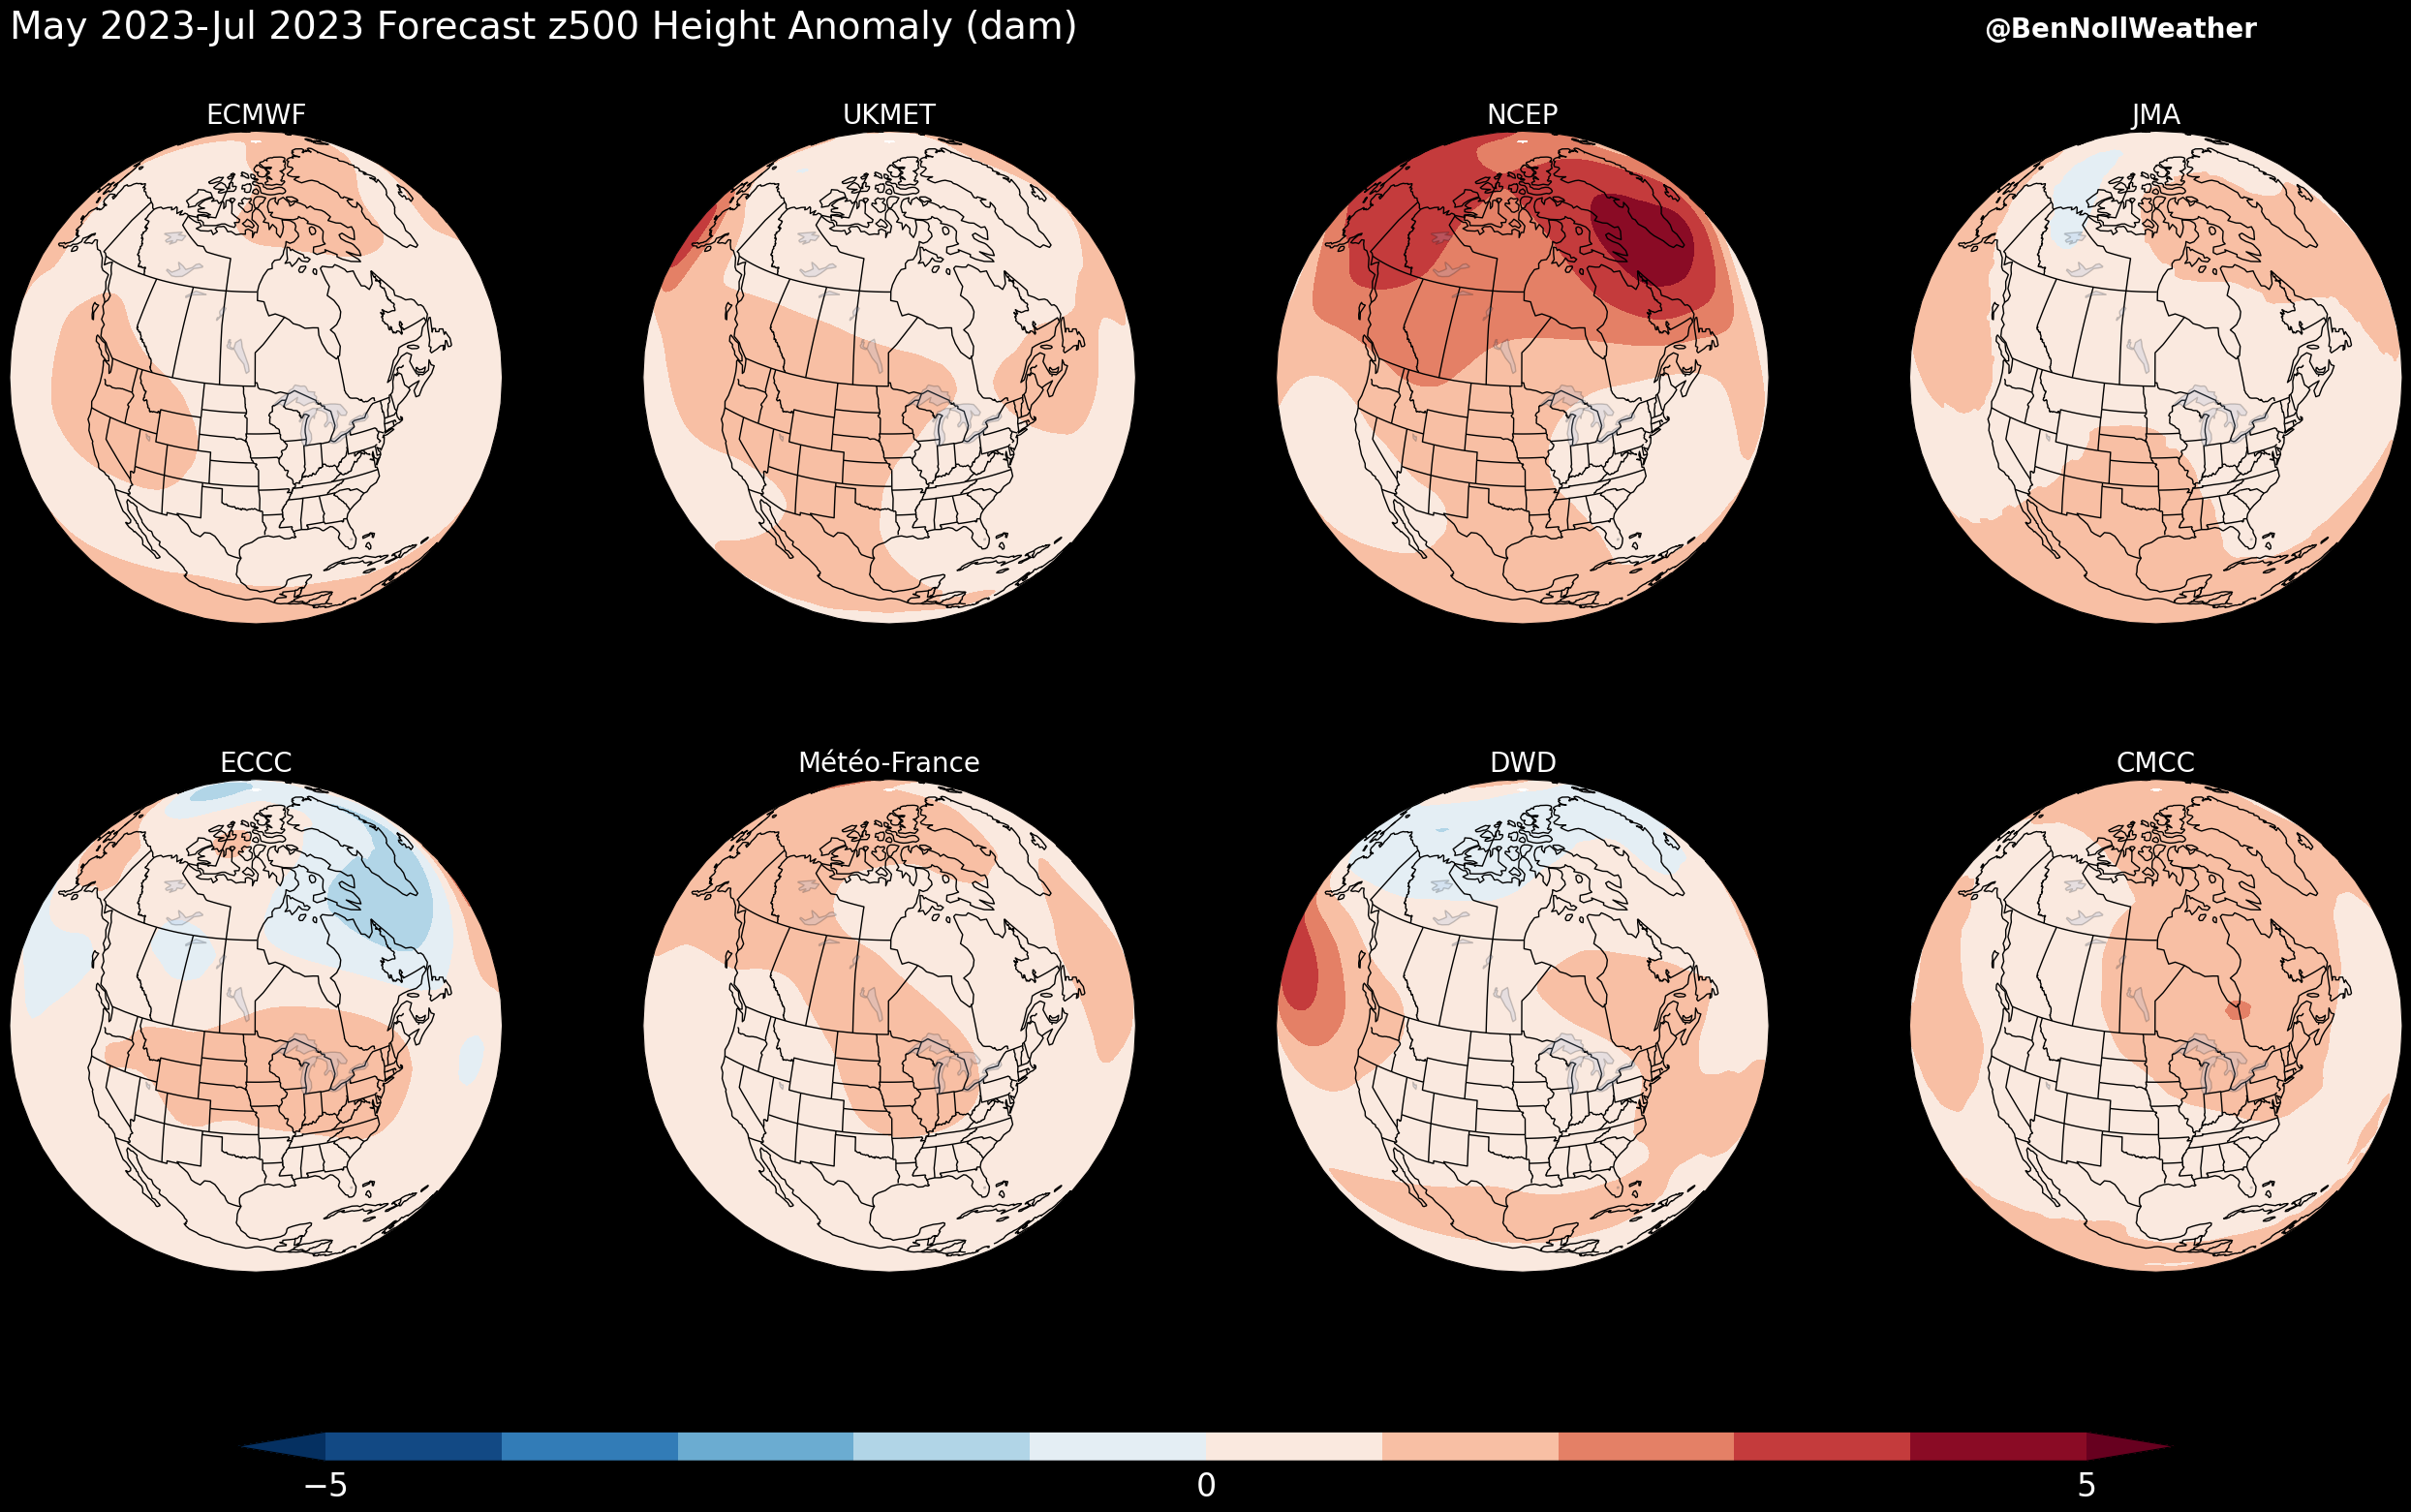 May 2023-Jul 2023 Forecast z500 Height Anomaly (dam)
@BenNollWeather
ECMWF
UKMET
NCEP
JMA
ECCC
Météo-France
DWD
CMCC
−5
0
5